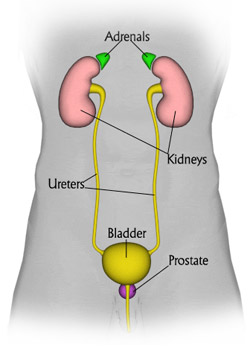 Adrenals
Kidneys
Ureters
Bladder
Prostate